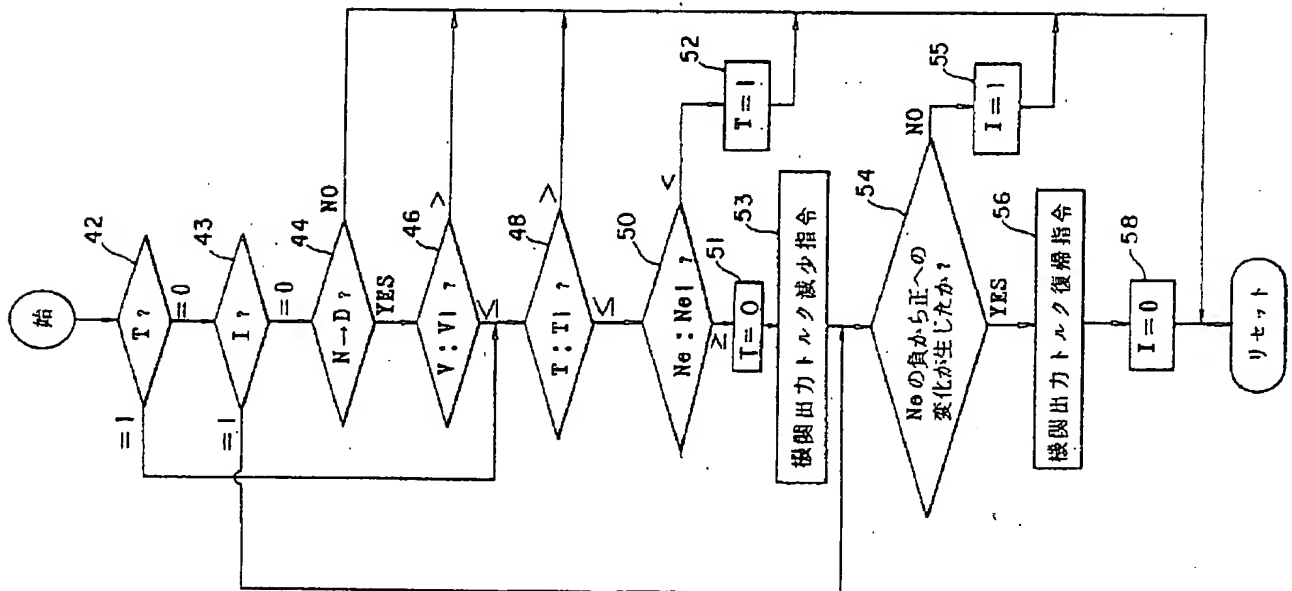 始
42
T ?
=1
=0
43
I ?
=1
=0
44
N→D ?
NO
YES
46
V : V1 ?
>
≤
48
T : T1 ?
>
≤
50
Ne : Ne1 ?
<
≥
52
T=1
51
T=0
53
機関出力トルク減少指令
54
Neの負から正への
変化が生じたか?
NO
YES
55
I=1
56
機関出力トルク復帰指令
58
I=0
リセット